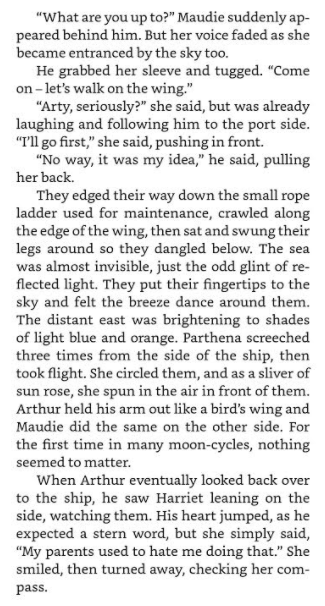 “What are you up to?” Maudie suddenly ap-
peared behind him. But her voice faded as she
became entranced by the sky too.
He grabbed her sleeve and tugged. “Come
on – let’s walk on the wing.”
“Arty, seriously?” she said, but was already
laughing and following him to the port side.
“I’ll go first,” she said, pushing in front.
“No way, it was my idea,” he said, pulling
her back.
They edged their way down the small rope
ladder used for maintenance, crawled along
the edge of the wing, then sat and swung their
legs around so they dangled below. The sea
was almost invisible, just the odd glint of re-
flected light. They put their fingertips to the
sky and felt the breeze dance around them.
The distant east was brightening to shades
of light blue and orange. Parthena screeched
three times from the side of the ship, then
took flight. She circled them, and as a sliver of
sun rose, she spun in the air in front of them.
Arthur held his arm out like a bird’s wing and
Maudie did the same on the other side. For
the first time in many moon-cycles, nothing
seemed to matter.
When Arthur eventually looked back over
to the ship, he saw Harriet leaning on the
side, watching them. His heart jumped, as he
expected a stern word, but she simply said,
“My parents used to hate me doing that.” She
smiled, then turned away, checking her com-
pass.